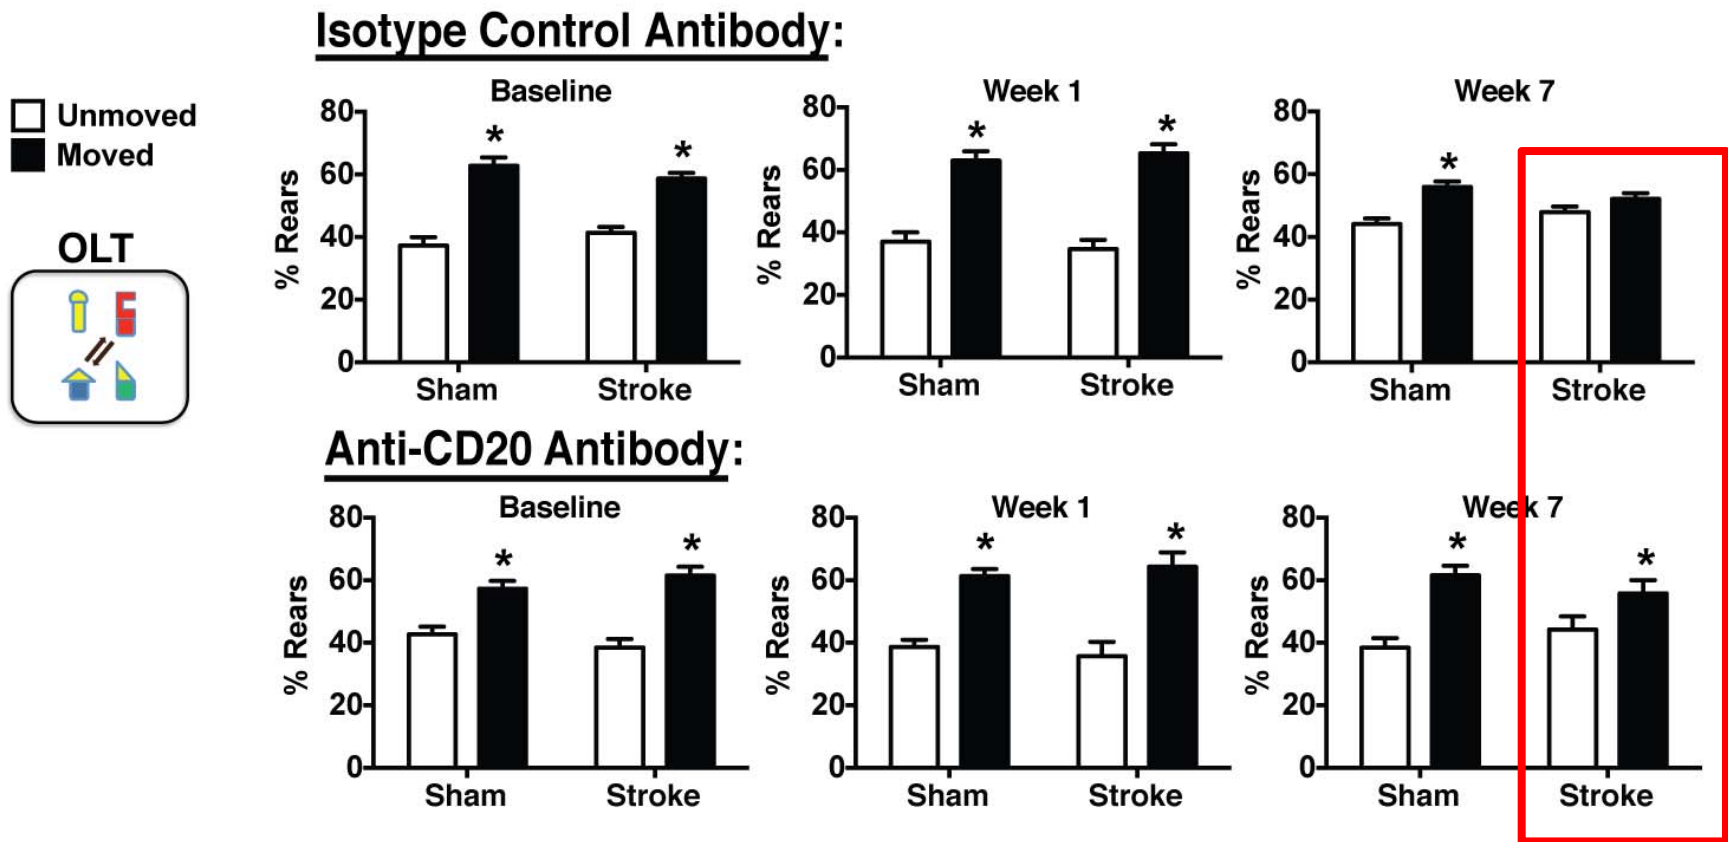 Isotype Control Antibody:
Unmoved
Moved
OLT
Baseline
% Rears
80
60
40
20
0
Sham Stroke
Week 1
% Rears
80
60
40
20
0
Sham Stroke
Week 7
% Rears
80
60
40
20
0
Sham Stroke
* * * * *
Anti-CD20 Antibody:
Baseline
% Rears
80
60
40
20
0
Sham Stroke
Week 1
% Rears
80
60
40
20
0
Sham Stroke
Week 7
% Rears
80
60
40
20
0
Sham Stroke
* * * * * *